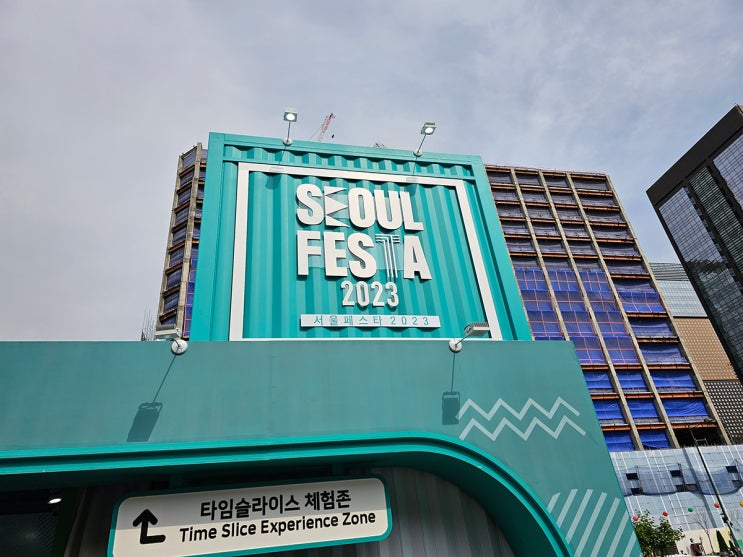 SEOUL
FESTA
2023
서울페스타 2023
타임슬라이스 체험존
Time Slice Experience Zone